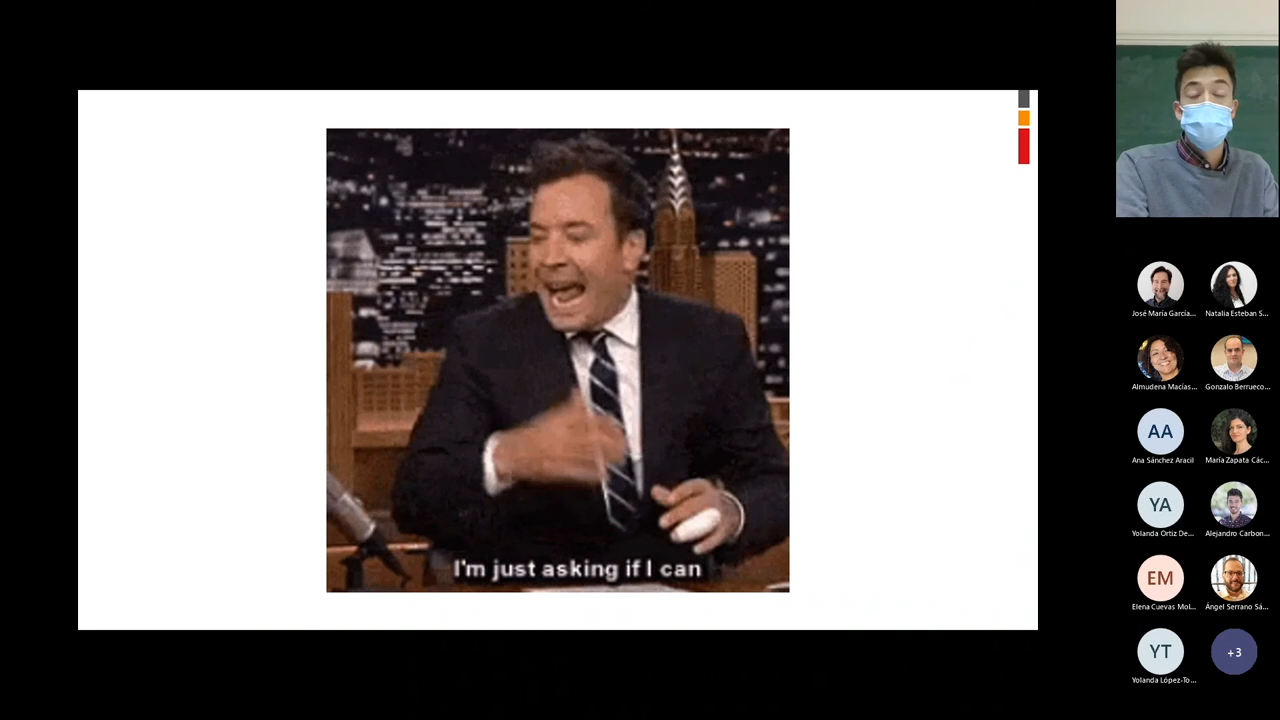 I'm just asking if I can
José María García...
Natalia Esteban S...
Almudena Macías...
Gonzalo Berrueco...
AA
Ana Sánchez Aracil
María Zapata Các...
YA
Yolanda Ortiz De...
Alejandro Carbon...
EM
Elena Cuevas Mol...
Ángel Serrano Sá...
YT
+3
Yolanda López-To...